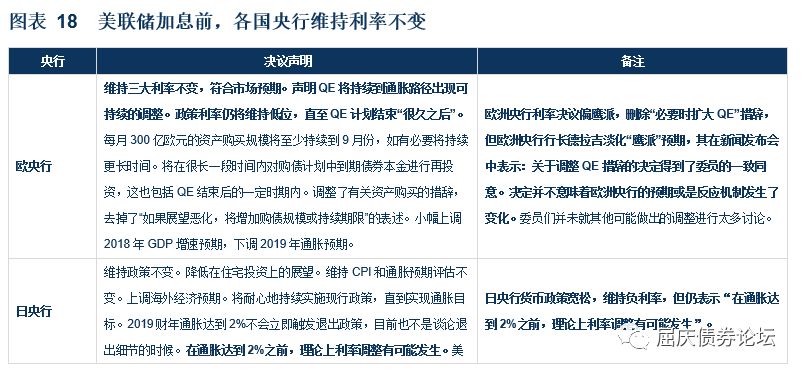 图表 18 美联储加息前，各国央行维持利率不变
央行
决议声明
备注
欧央行
维持三大利率不变，符合市场预期。声明 QE 将持续到通胀路径出现可
持续的调整。政策利率仍将维持低位，直至 QE 计划结束“很久之后”。
每月 300 亿欧元的资产购买规模将至少持续到 9 月份，如有必要将持续
更长时间。将在很长一段时间内对购债计划中到期债券本金进行再投
资，这也包括 QE 结束后的一定时期内。调整了有关资产购买的措辞，
去掉了“如果展望恶化，将增加购债规模或持续期限”的表述。小幅上调
2018 年 GDP 增速预期，下调 2019 年通胀预期。
欧洲央行利率决议偏鹰派，删除“必要时扩大 QE”措辞，
但欧洲央行行长德拉吉淡化“鹰派”预期，其在新闻发布会
中表示：关于调整 QE 措辞的决定得到了委员的一致同
意。决定并不意味着欧洲央行的预期或是反应机制发生了
变化。委员们并未就其他可能做出的调整进行太多讨论。
日央行
维持政策不变。降低在住宅投资上的展望。维持 CPI 和通胀预期评估不
变。上调海外经济预期。将耐心地持续实施现行政策，直到实现通胀目
标。2019 财年通胀达到 2%不会立即触发退出政策，目前也不是谈论退
出细节的时候。在通胀达到 2%之前，理论上利率调整有可能发生。美
日央行货币政策宽松，维持负利率，但仍表示“在通胀达
到 2%之前，理论上利率调整有可能发生”。
屈庆债券论坛